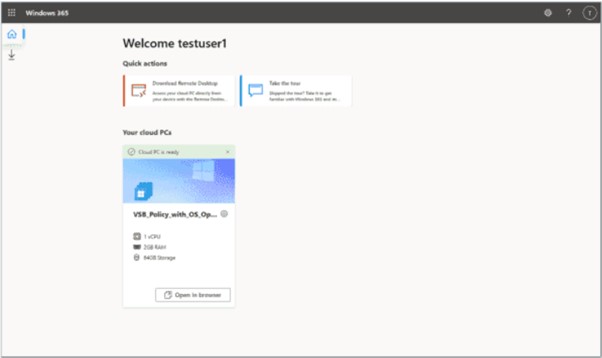 Windows 365
?
T
Welcome testuser1
Quick actions
Download Remote Desktop
Access your cloud PC directly from
your device with the Remote Deskto...
Take the tour
Skipped the tour? Take it to get
familiar with Windows 365 and m...
Your cloud PCs
Cloud PC is ready
VSB_Policy_with_OS_Op...
1 vCPU
2GB RAM
64GB Storage
Open in browser